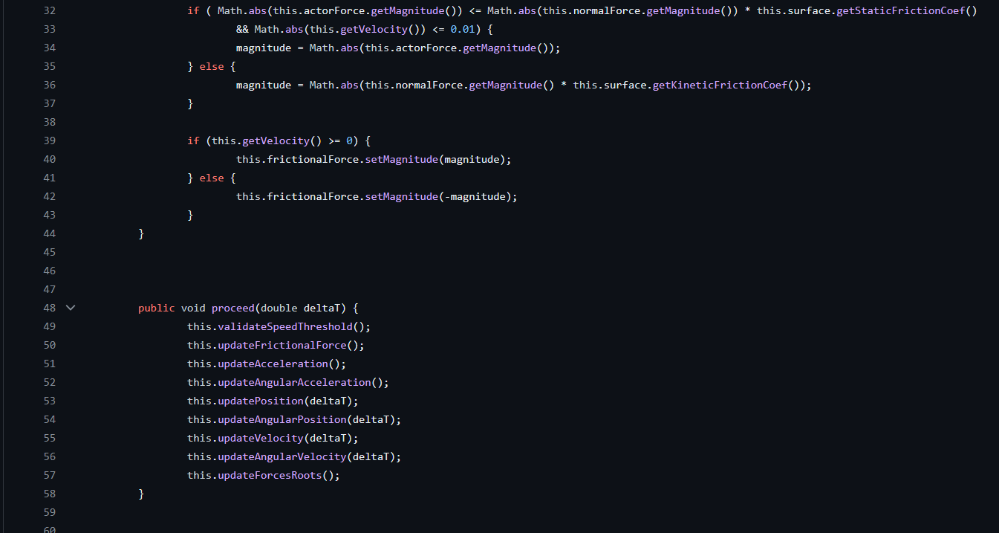 32 if ( Math.abs(this.actorForce.getMagnitude()) <= Math.abs(this.normalForce.getMagnitude()) * this.surface.getStaticFrictionCoef()
33 && Math.abs(this.getVelocity()) <= 0.01) {
34 magnitude = Math.abs(this.actorForce.getMagnitude());
35 } else {
36 magnitude = Math.abs(this.normalForce.getMagnitude() * this.surface.getKineticFrictionCoef());
37 }
38
39 if (this.getVelocity() >= 0) {
40 this.frictionalForce.setMagnitude(magnitude);
41 } else {
42 this.frictionalForce.setMagnitude(-magnitude);
43 }
44 }
45
46
47
48 public void proceed(double deltaT) {
49 this.validateSpeedThreshold();
50 this.updateFrictionalForce();
51 this.updateAcceleration();
52 this.updateAngularAcceleration();
53 this.updatePosition(deltaT);
54 this.updateAngularPosition(deltaT);
55 this.updateVelocity(deltaT);
56 this.updateAngularVelocity(deltaT);
57 this.updateForcesRoots();
58 }
59
60